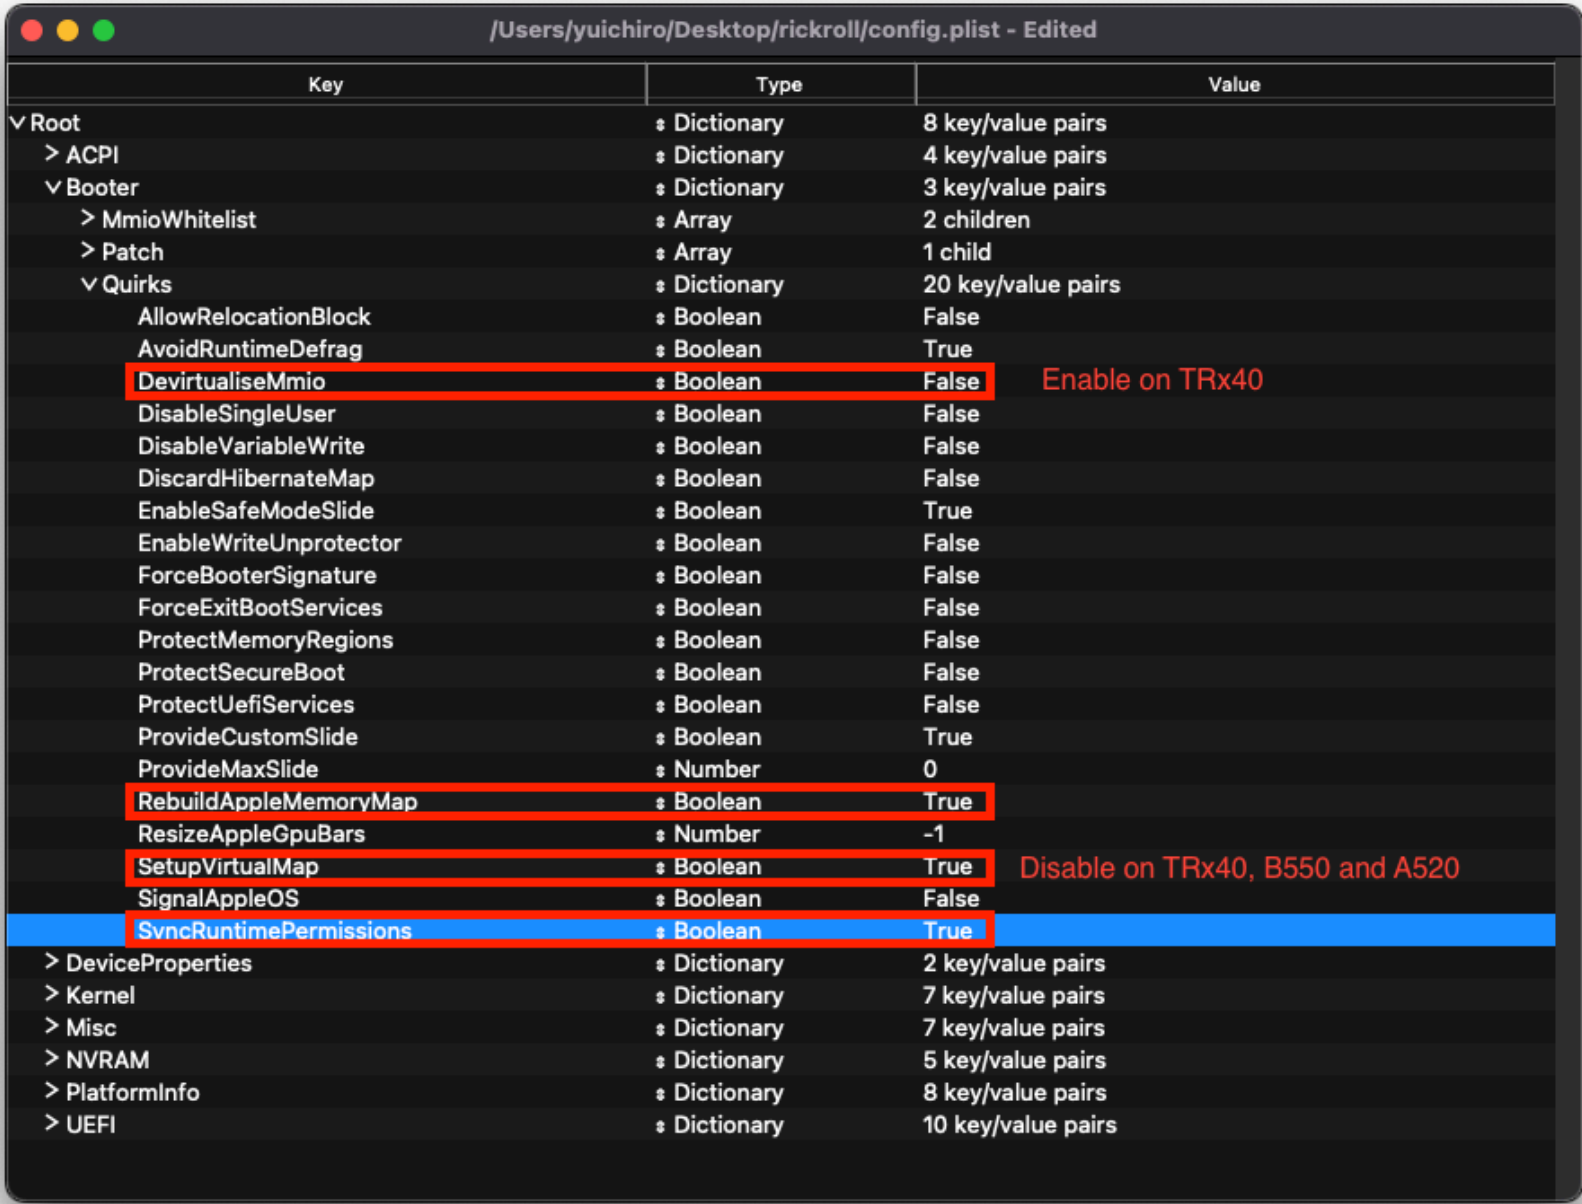 /Users/yuichiro/Desktop/rickroll/config.plist - Edited
Key Type Value
Root Dictionary 8 key/value pairs
ACPI Dictionary 4 key/value pairs
Booter Dictionary 3 key/value pairs
MmioWhitelist Array 2 children
Patch Array 1 child
Quirks Dictionary 20 key/value pairs
AllowRelocationBlock Boolean False
AvoidRuntimeDefrag Boolean True
DevirtualiseMmio Boolean False Enable on TRx40
DisableSingleUser Boolean False
DisableVariableWrite Boolean False
DiscardHibernateMap Boolean False
EnableSafeModeSlide Boolean True
EnableWriteUnprotector Boolean False
ForceBooterSignature Boolean False
ForceExitBootServices Boolean False
ProtectMemoryRegions Boolean False
ProtectSecureBoot Boolean False
ProtectUefiServices Boolean False
ProvideCustomSlide Boolean True
ProvideMaxSlide Number 0
RebuildAppleMemoryMap Boolean True
ResizeAppleGpuBars Number -1
SetupVirtualMap Boolean True Disable on TRx40, B550 and A520
SignalAppleOS Boolean False
SyncRuntimePermissions Boolean True
DeviceProperties Dictionary 2 key/value pairs
Kernel Dictionary 7 key/value pairs
Misc Dictionary 7 key/value pairs
NVRAM Dictionary 5 key/value pairs
PlatformInfo Dictionary 8 key/value pairs
UEFI Dictionary 10 key/value pairs